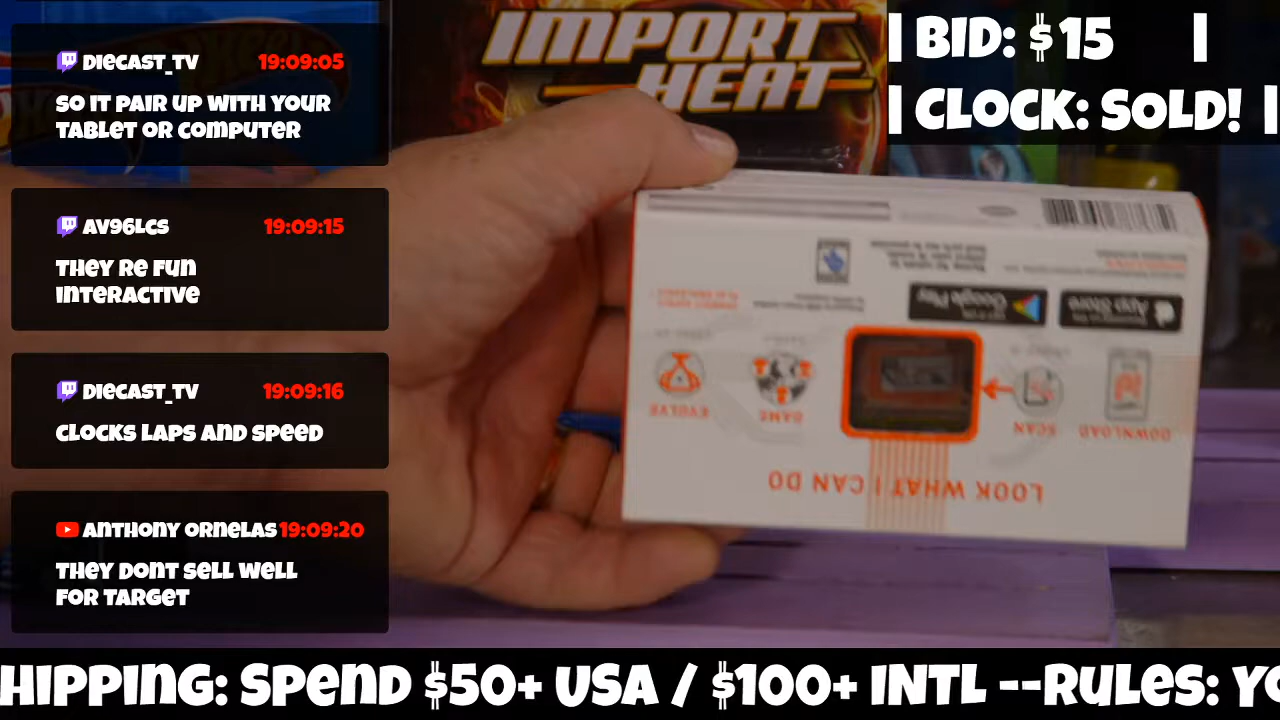 DIECAST_TV 19:09:05
SO IT PAIR UP WITH YOUR
TABLET OR COMPUTER
AV96LCS 19:09:15
THEY RE FUN
INTERACTIVE
DIECAST_TV 19:09:16
CLOCKS LAPS AND SPEED
ANTHONY ORNELAS 19:09:20
THEY DONT SELL WELL
FOR TARGET
IMPORT
HEAT
| BID: $15 |
| CLOCK: SOLD! |
LOOK WHAT I CAN DO
DOWNLOAD
SCAN
GAME
EVOLVE
App Store
Google Play
HIPPING: SPEND $50+ USA / $100+ INTL --RULES: YO